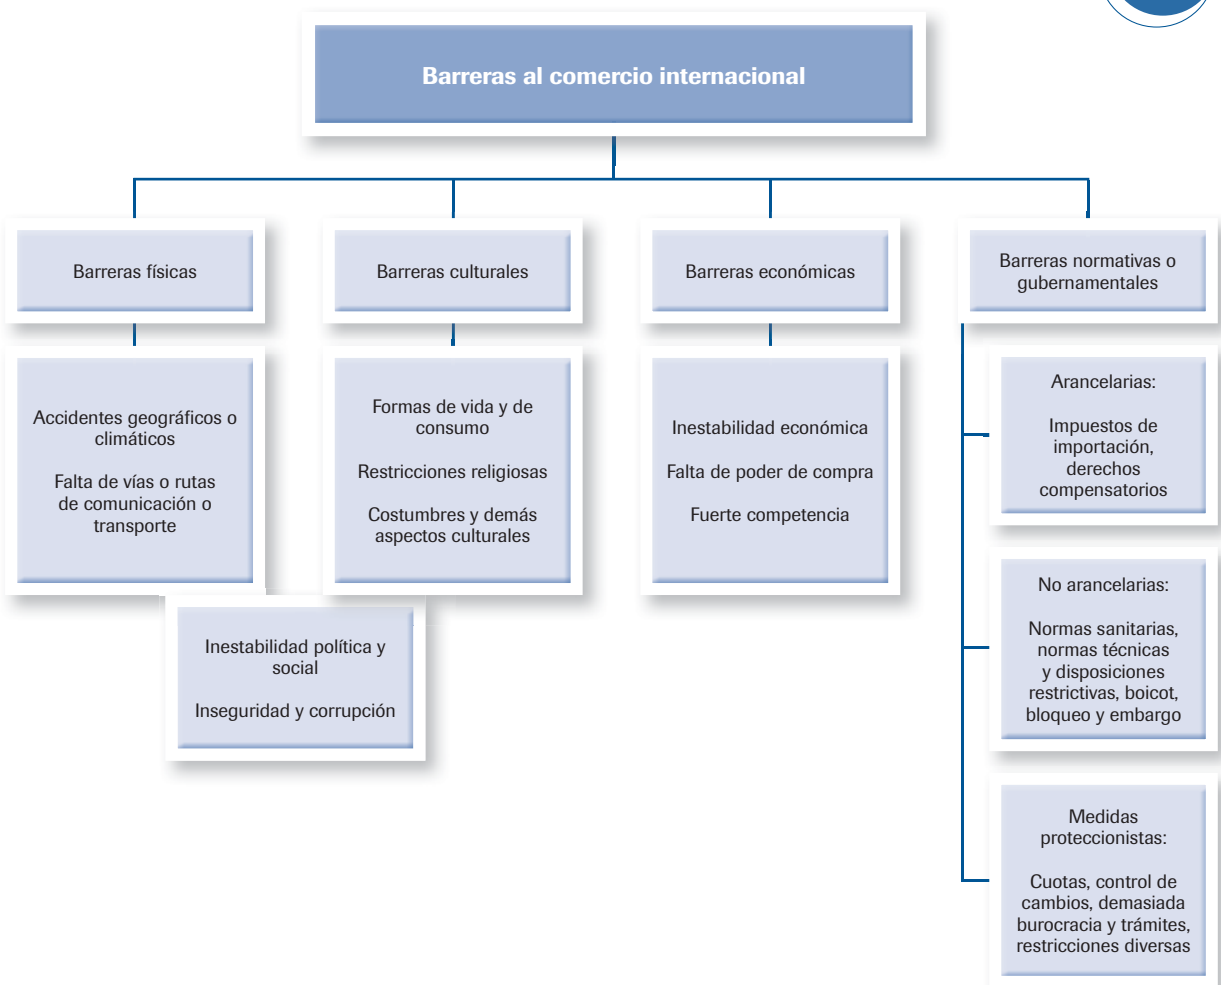 Barreras al comercio internacional
Barreras físicas
Accidentes geográficos o
climáticos
Falta de vías o rutas
de comunicación o
transporte
Barreras culturales
Formas de vida y de
consumo
Restricciones religiosas
Costumbres y demás
aspectos culturales
Inestabilidad política y
social
Inseguridad y corrupción
Barreras económicas
Inestabilidad económica
Falta de poder de compra
Fuerte competencia
Barreras normativas o
gubernamentales
Arancelarias:
Impuestos de
importación,
derechos
compensatorios
No arancelarias:
Normas sanitarias,
normas técnicas
y disposiciones
restrictivas, boicot,
bloqueo y embargo
Medidas
proteccionistas:
Cuotas, control de
cambios, demasiada
burocracia y trámites,
restricciones diversas